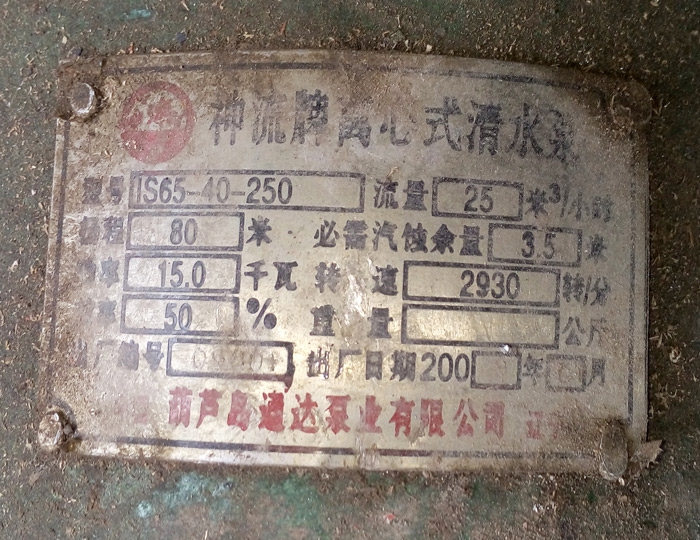 神流牌离心式清水泵
型号 IS65-40-250 流量 25 米³/小时
扬程 80 米 必需汽蚀余量 3.5 米
功率 15.0 千瓦 转速 2930 转/分
效率 50 % 重量 公斤
出厂编号 出厂日期 200 年 月
葫芦岛通达泵业有限公司